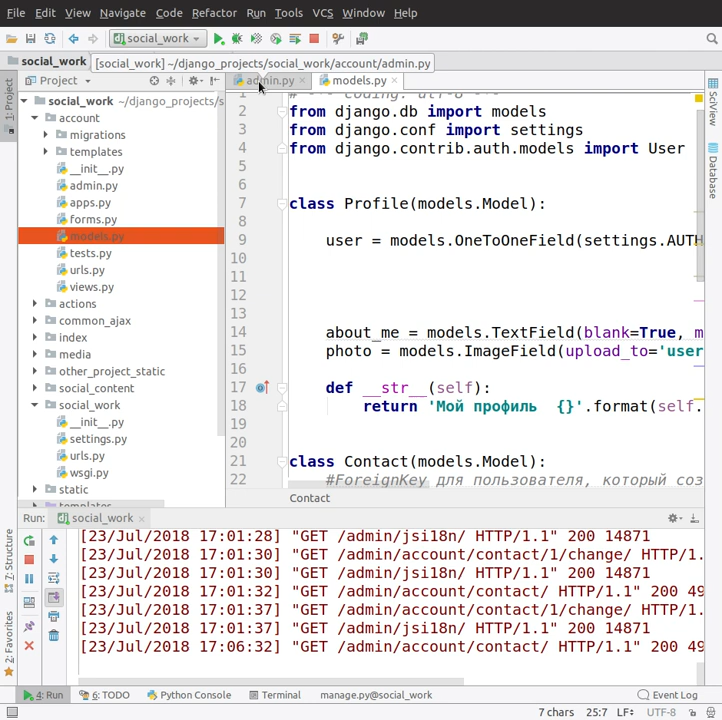 File Edit View Navigate Code Refactor Run Tools VCS Window Help
social_work
social_work
[social_work] ~/django_projects/social_work/account/admin.py
Project
admin.py
models.py
1: Project
SciView
Database
social_work ~/django_projects/s
account
migrations
templates
__init__.py
admin.py
apps.py
forms.py
models.py
tests.py
urls.py
views.py
actions
common_ajax
index
media
other_project_static
social_content
social_work
__init__.py
settings.py
urls.py
wsgi.py
static
templates
1 # -*- coding: utf-8 -*-
2 from django.db import models
3 from django.conf import settings
4 from django.contrib.auth.models import User
5
6
7 class Profile(models.Model):
8
9 user = models.OneToOneField(settings.AUTH
10
11
12
13
14 about_me = models.TextField(blank=True, m
15 photo = models.ImageField(upload_to='user
16
17 def __str__(self):
18 return 'Мой профиль {}'.format(self.
19
20
21 class Contact(models.Model):
22 #ForeignKey для пользователя, который соз
Contact
Run: social_work
7: Structure
2: Favorites
[23/Jul/2018 17:01:28] "GET /admin/jsi18n/ HTTP/1.1" 200 14871
[23/Jul/2018 17:01:30] "GET /admin/account/contact/1/change/ HTTP/1.
[23/Jul/2018 17:01:30] "GET /admin/jsi18n/ HTTP/1.1" 200 14871
[23/Jul/2018 17:01:32] "GET /admin/account/contact/ HTTP/1.1" 200 49
[23/Jul/2018 17:01:37] "GET /admin/account/contact/1/change/ HTTP/1.
[23/Jul/2018 17:01:37] "GET /admin/jsi18n/ HTTP/1.1" 200 14871
[23/Jul/2018 17:06:32] "GET /admin/account/contact/ HTTP/1.1" 200 49
4: Run 6: TODO Python Console Terminal manage.py@social_work Event Log
7 chars 25:7 LF÷ UTF-8